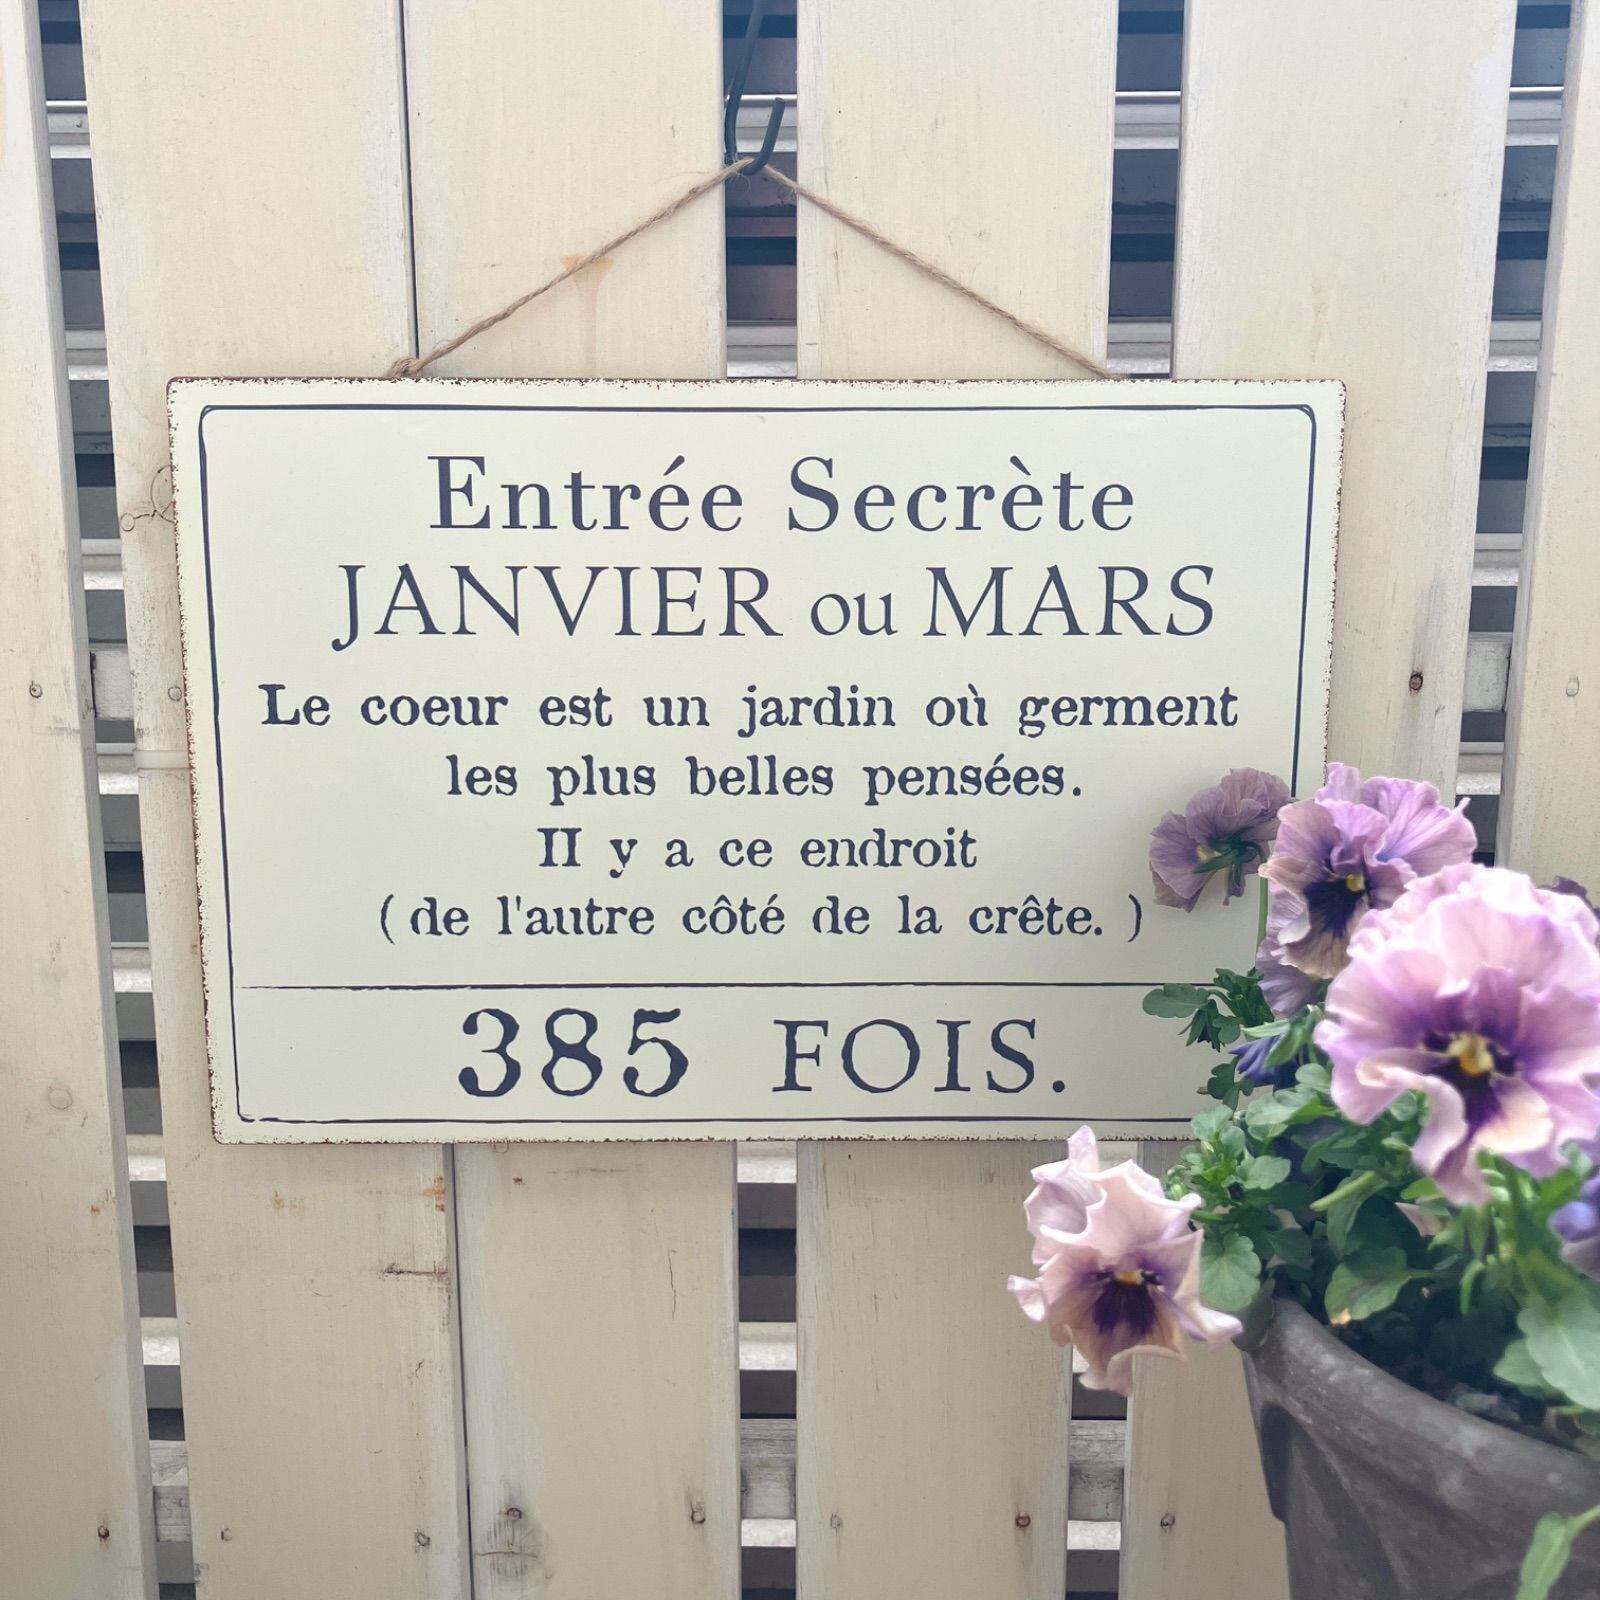 Entrée Secrète
JANVIER ou MARS
Le coeur est un jardin où germent
les plus belles pensées.
Il y a ce endroit
( de l'autre côté de la crête. )
385 FOIS.